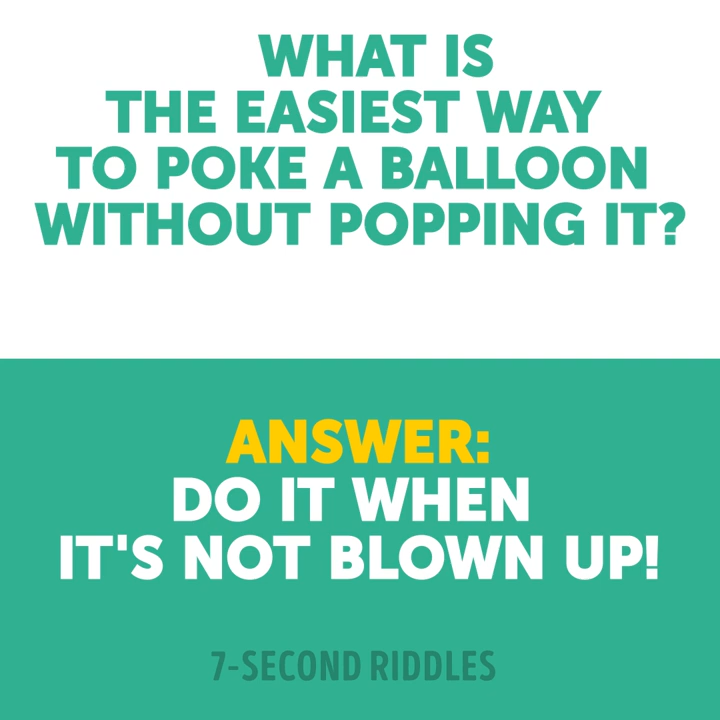 WHAT IS
THE EASIEST WAY
TO POKE A BALLOON
WITHOUT POPPING IT?
ANSWER:
DO IT WHEN
IT'S NOT BLOWN UP!
7-SECOND RIDDLES